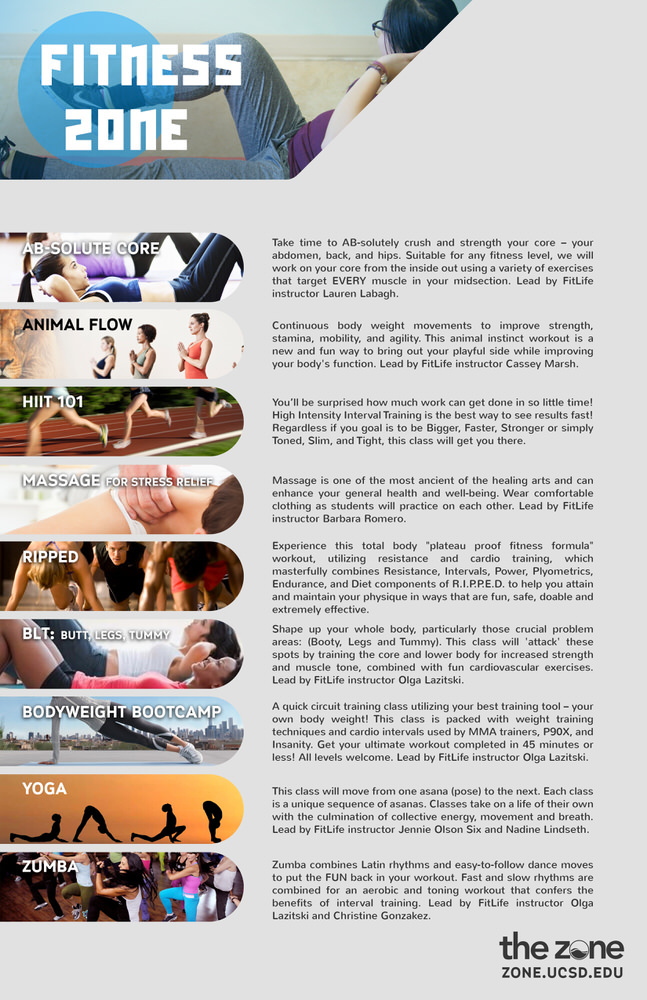 FITNESS
ZONE
AB-SOLUTE CORE
Take time to AB-solutely crush and strength your core – your
abdomen, back, and hips. Suitable for any fitness level, we will
work on your core from the inside out using a variety of exercises
that target EVERY muscle in your midsection. Lead by FitLife
instructor Lauren Labagh.
ANIMAL FLOW
Continuous body weight movements to improve strength,
stamina, mobility, and agility. This animal instinct workout is a
new and fun way to bring out your playful side while improving
your body's function. Lead by FitLife instructor Cassey Marsh.
HIIT 101
You'll be surprised how much work can get done in so little time!
High Intensity Interval Training is the best way to see results fast!
Regardless if you goal is to be Bigger, Faster, Stronger or simply
Toned, Slim, and Tight, this class will get you there.
MASSAGE FOR STRESS RELIEF
Massage is one of the most ancient of the healing arts and can
enhance your general health and well-being. Wear comfortable
clothing as students will practice on each other. Lead by FitLife
instructor Barbara Romero.
RIPPED
Experience this total body "plateau proof fitness formula"
workout, utilizing resistance and cardio training, which
masterfully combines Resistance, Intervals, Power, Plyometrics,
Endurance, and Diet components of R.I.P.P.E.D. to help you attain
and maintain your physique in ways that are fun, safe, doable and
extremely effective.
BLT: BUTT, LEGS, TUMMY
Shape up your whole body, particularly those crucial problem
areas: (Booty, Legs and Tummy). This class will 'attack' these
spots by training the core and lower body for increased strength
and muscle tone, combined with fun cardiovascular exercises.
Lead by FitLife instructor Olga Lazitski.
BODYWEIGHT BOOTCAMP
A quick circuit training class utilizing your best training tool – your
own body weight! This class is packed with weight training
techniques and cardio intervals used by MMA trainers, P90X, and
Insanity. Get your ultimate workout completed in 45 minutes or
less! All levels welcome. Lead by FitLife instructor Olga Lazitski.
YOGA
This class will move from one asana (pose) to the next. Each class
is a unique sequence of asanas. Classes take on a life of their own
with the culmination of collective energy, movement and breath.
Lead by FitLife instructor Jennie Olson Six and Nadine Lindseth.
ZUMBA
Zumba combines Latin rhythms and easy-to-follow dance moves
to put the FUN back in your workout. Fast and slow rhythms are
combined for an aerobic and toning workout that confers the
benefits of interval training. Lead by FitLife instructor Olga
Lazitski and Christine Gonzakez.
the zone
ZONE.UCSD.EDU